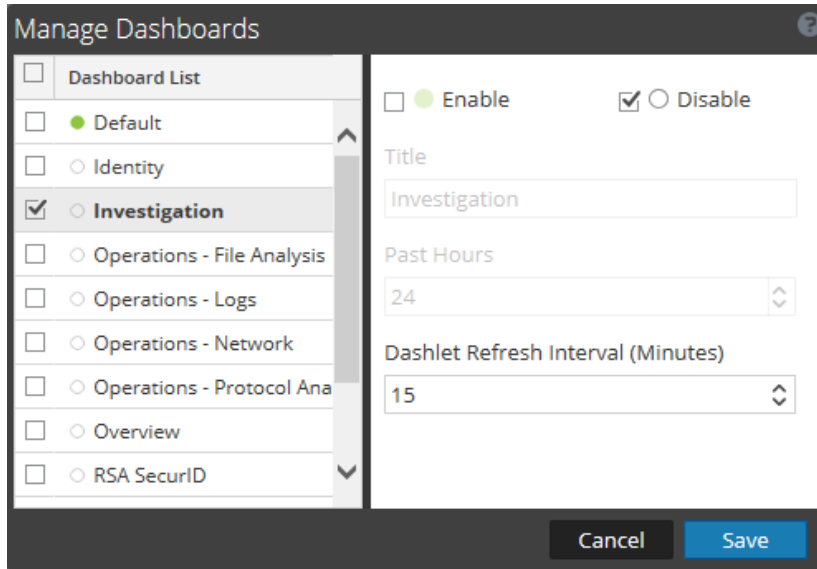 Manage Dashboards
?
Dashboard List
Default
Identity
Investigation
Operations - File Analysis
Operations - Logs
Operations - Network
Operations - Protocol Ana
Overview
RSA SecurID
Enable
Disable
Title
Investigation
Past Hours
24
Dashlet Refresh Interval (Minutes)
15
Cancel
Save